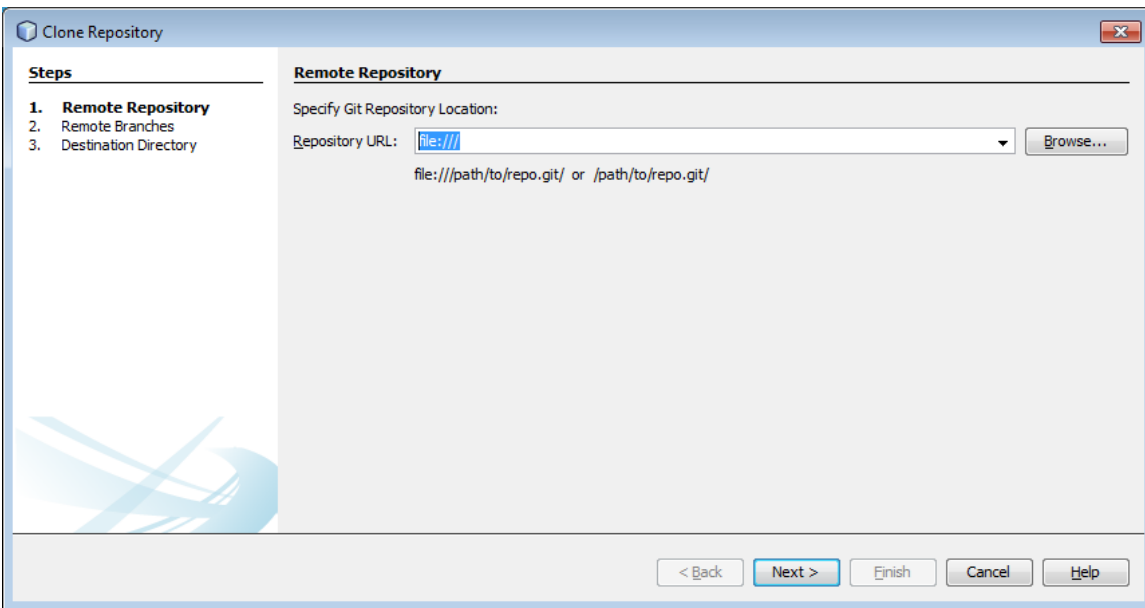 Clone Repository
Steps
1. Remote Repository
2. Remote Branches
3. Destination Directory
Remote Repository
Specify Git Repository Location:
Repository URL: file:/// Browse...
file:///path/to/repo.git/ or /path/to/repo.git/
< Back Next > Finish Cancel Help